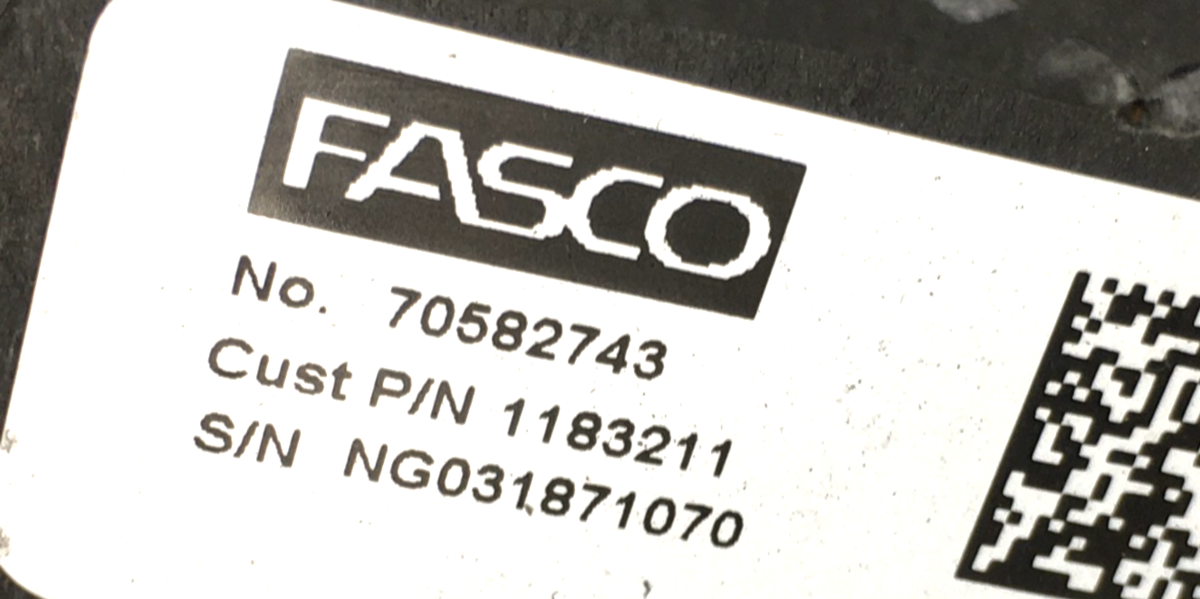 FASCO
No. 70582743
Cust P/N 1183211
S/N NG031871070